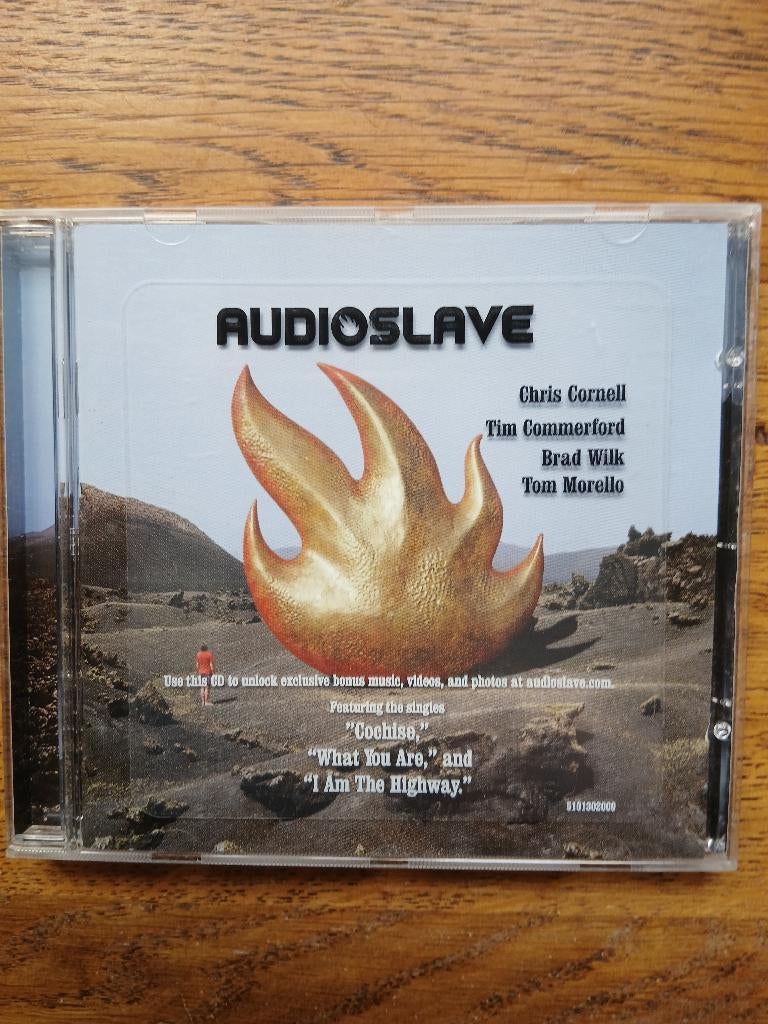 AUDIOSLAVE
Chris Cornell
Tim Commerford
Brad Wilk
Tom Morello
Use this CD to unlock exclusive bonus music, videos, and photos at audioslave.com.
Featuring the singles
"Cochise,"
"What You Are," and
"I Am The Highway."
5101302000